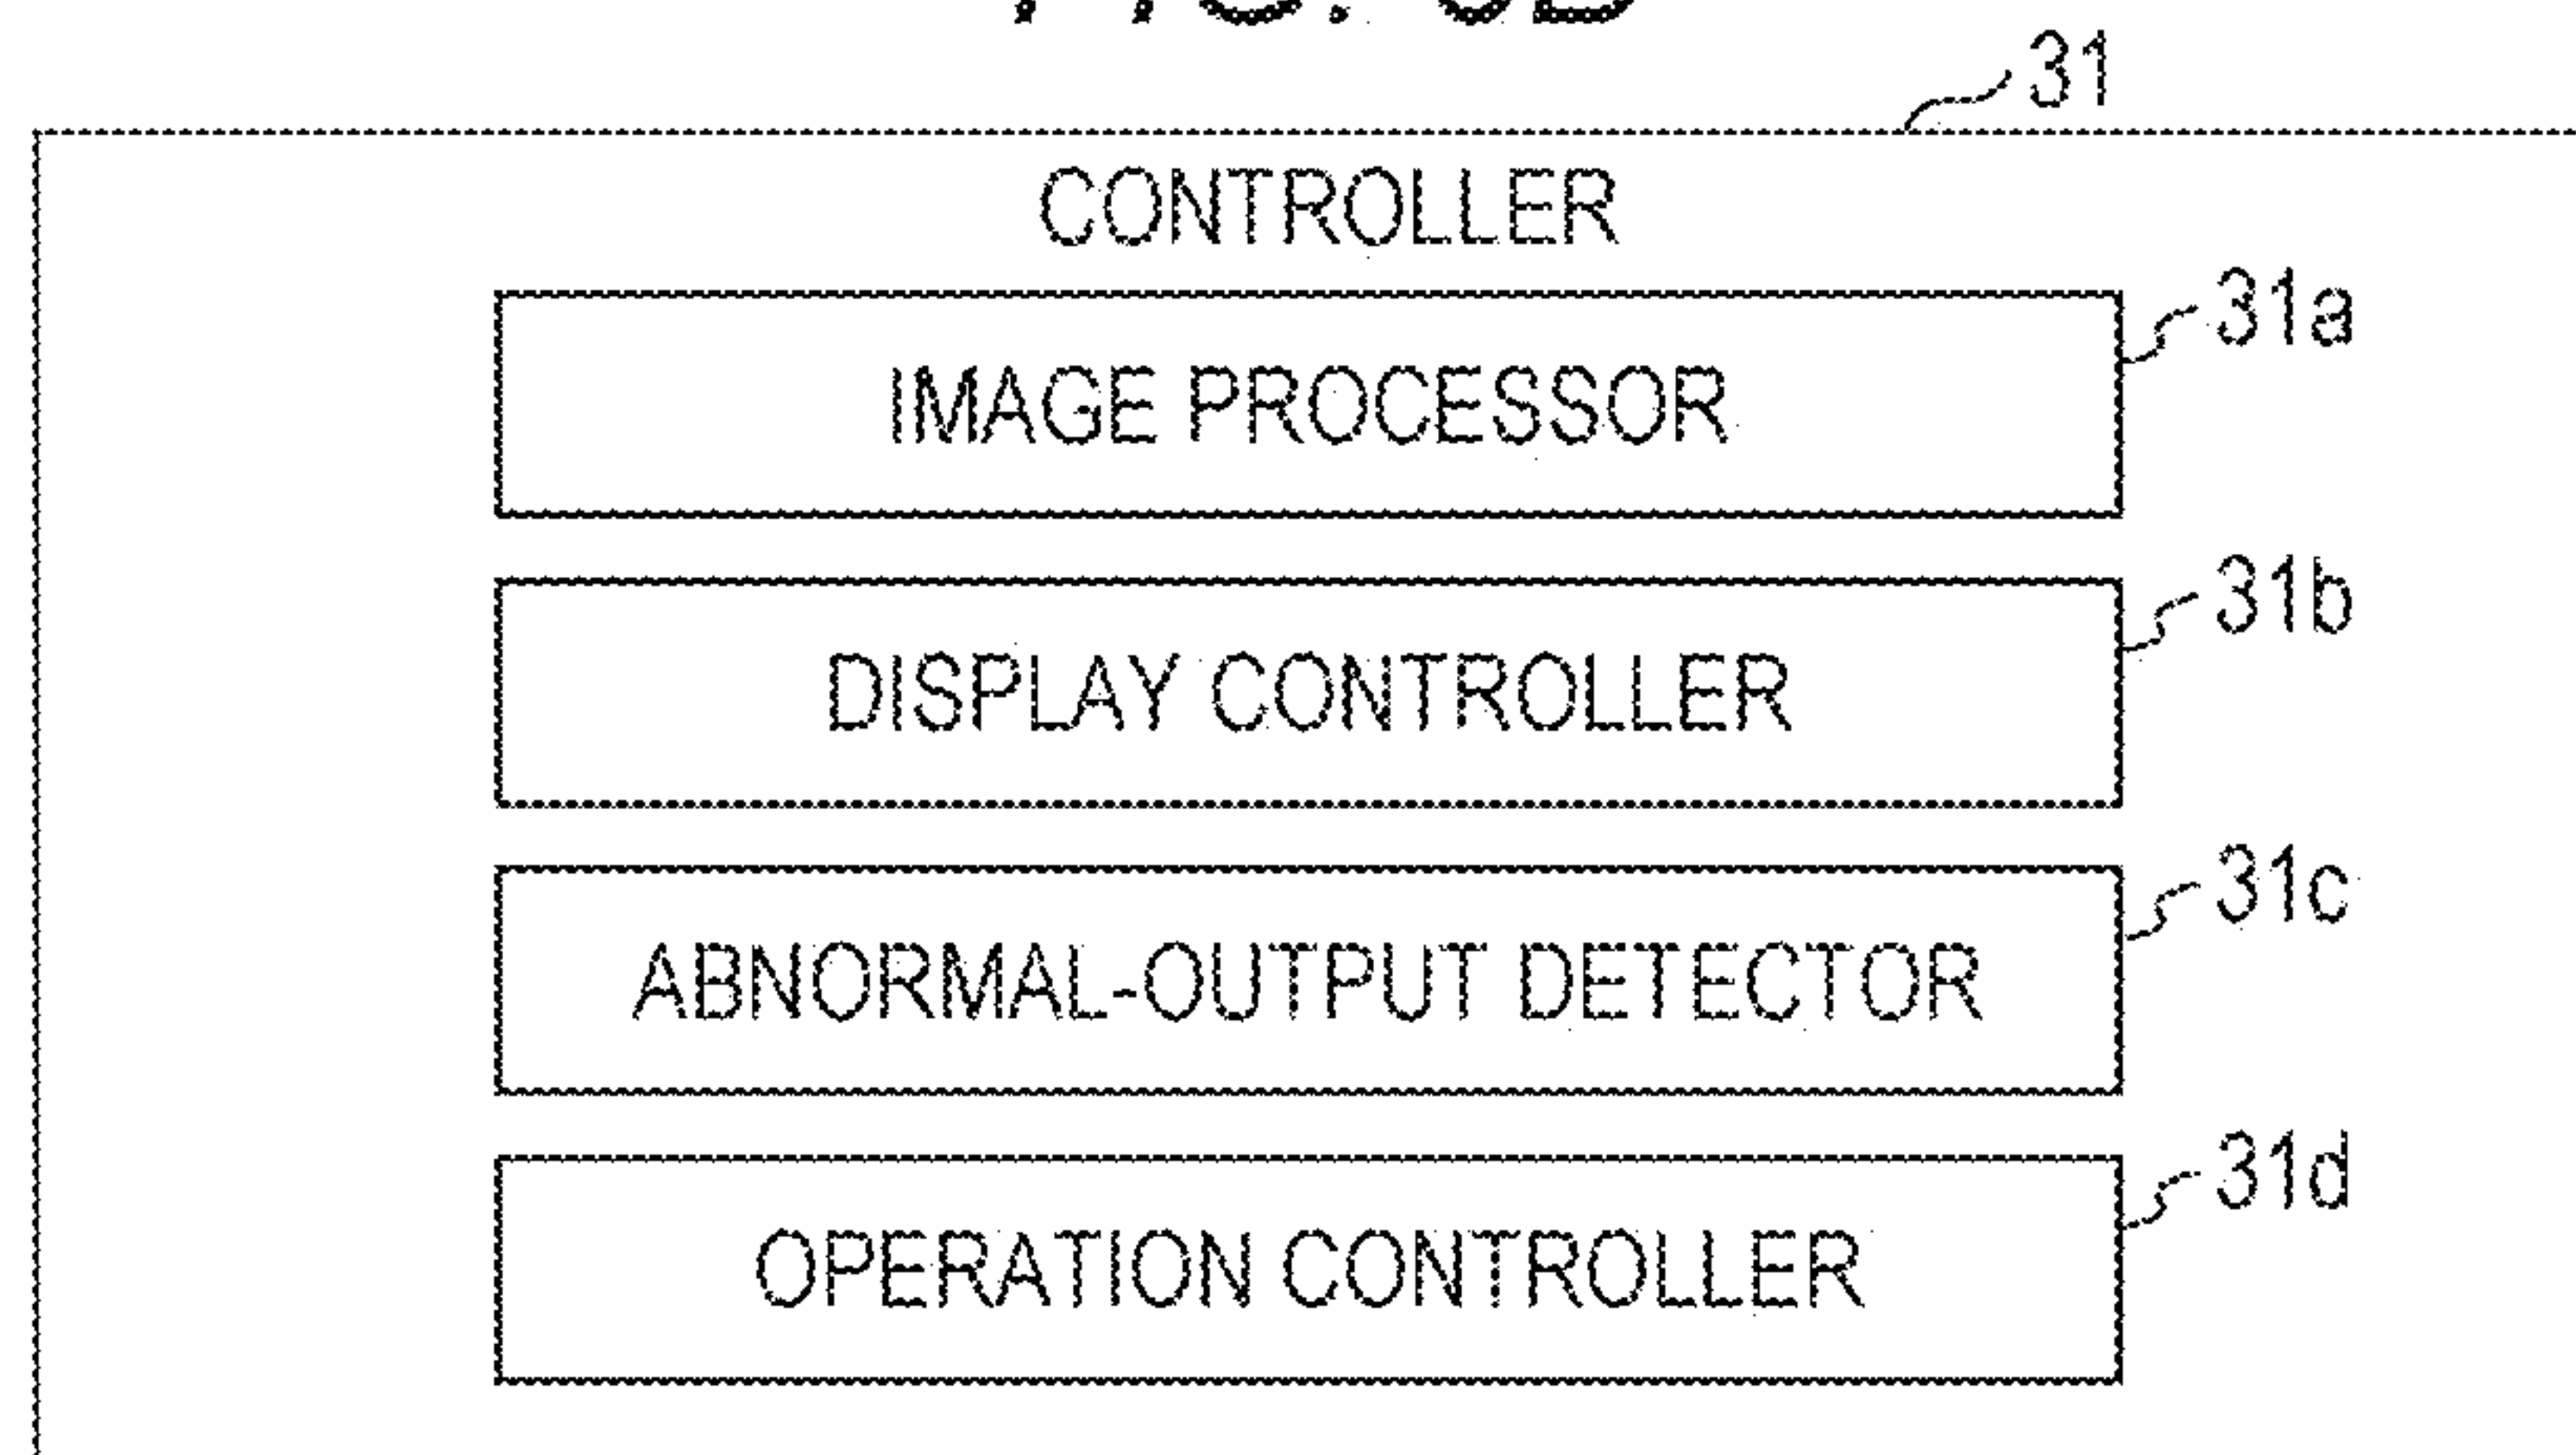 31
CONTROLLER
31a
IMAGE PROCESSOR
31b
DISPLAY CONTROLLER
31c
ABNORMAL-OUTPUT DETECTOR
31d
OPERATION CONTROLLER